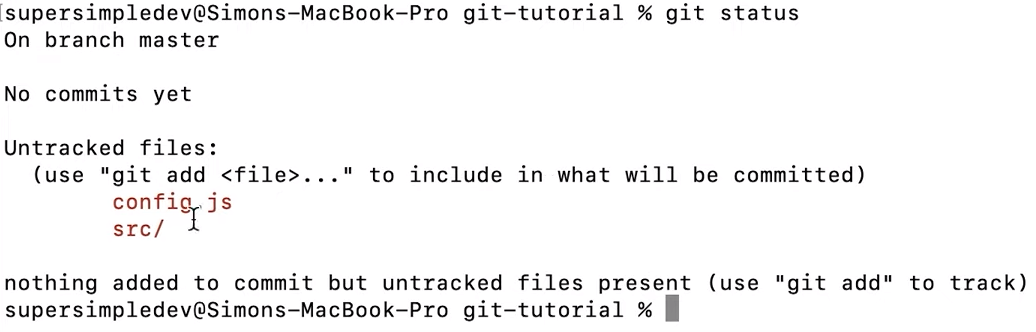 supersimpledev@Simons-MacBook-Pro git-tutorial % git status
On branch master
No commits yet
Untracked files:
(use "git add <file>..." to include in what will be committed)
config.js
src/
nothing added to commit but untracked files present (use "git add" to track)
supersimpledev@Simons-MacBook-Pro git-tutorial %